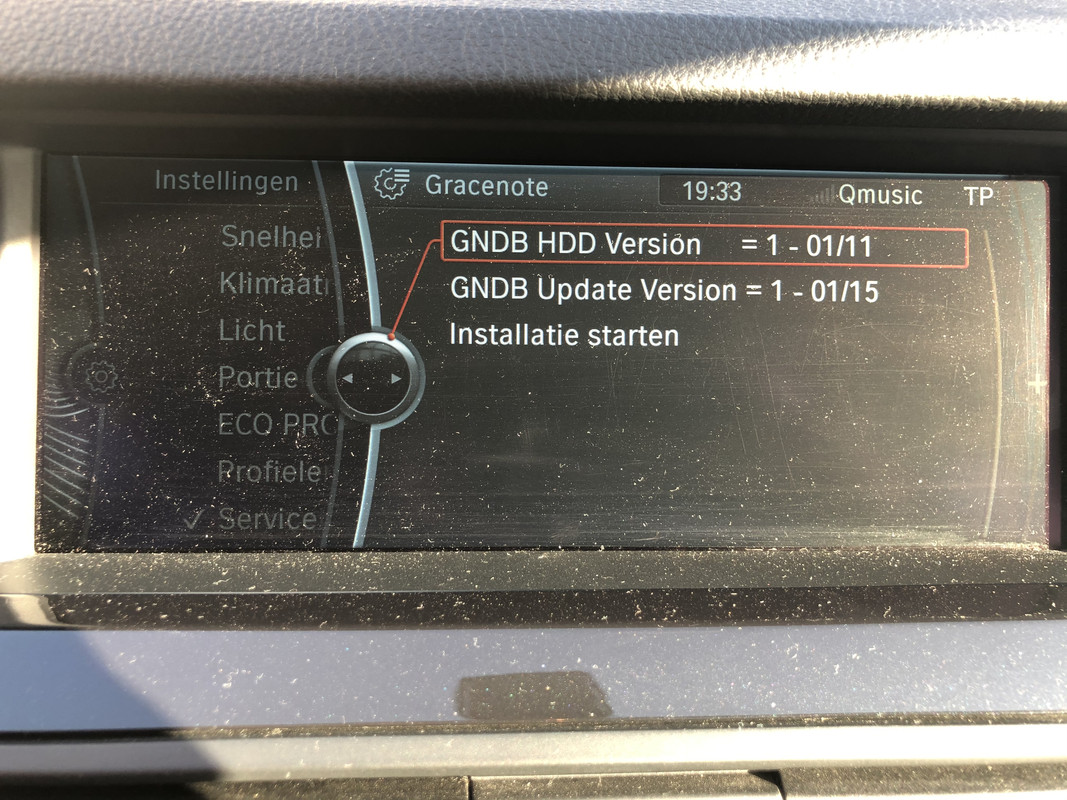 Instellingen
Gracenote
19:33
Qmusic
TP
Snelhei
Klimaat
Licht
Portie
ECO PRO
Profiele
✓ Service
GNDB HDD Version = 1 - 01/11
GNDB Update Version = 1 - 01/15
Installatie starten